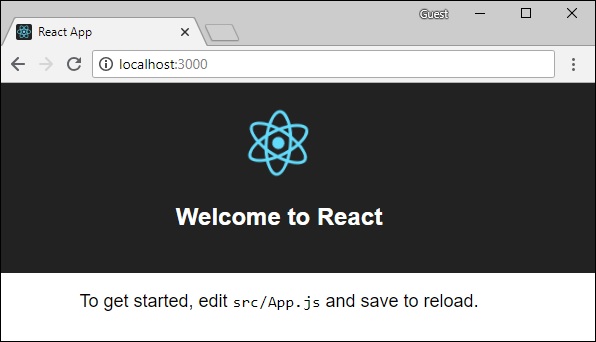 Guest
React App
localhost:3000
Welcome to React
To get started, edit src/App.js and save to reload.